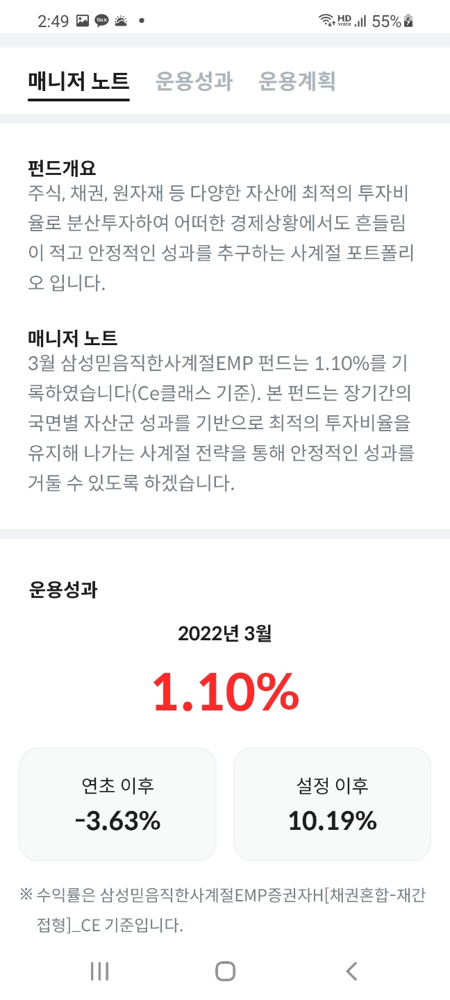 2:49 TALK HD voice 55%
매니저 노트 운용성과 운용계획
펀드개요
주식, 채권, 원자재 등 다양한 자산에 최적의 투자비
율로 분산투자하여 어떠한 경제상황에서도 흔들림
이 적고 안정적인 성과를 추구하는 사계절 포트폴리
오 입니다.
매니저 노트
3월 삼성믿음직한사계절EMP 펀드는 1.10%를 기
록하였습니다(Ce클래스 기준). 본 펀드는 장기간의
국면별 자산군 성과를 기반으로 최적의 투자비율을
유지해 나가는 사계절 전략을 통해 안정적인 성과를
거둘 수 있도록 하겠습니다.
운용성과
2022년 3월
1.10%
연초 이후
-3.63%
설정 이후
10.19%
※ 수익률은 삼성믿음직한사계절EMP증권자H[채권혼합-재간
접형]_CE 기준입니다.